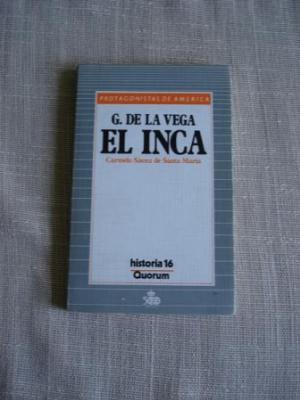 PROTAGONISTAS DE AMERICA
G. DE LA VEGA
EL INCA
Carmelo Sáenz de Santa María
historia 16
Quorum